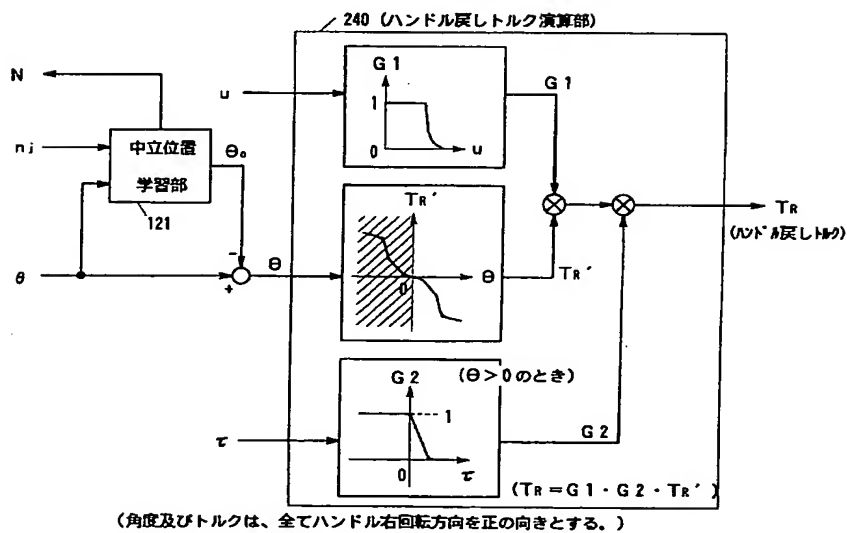 240 (ハンドル戻しトルク演算部)
N
u
G1
1
0
u
G1
nj
中立位置
学習部
Θ₀
121
TR´
0
Θ
TR´
TR
(ハンドル戻しトルク)
θ
−
+
Θ
G2
(Θ>0のとき)
1
0
τ
τ
G2
(TR=G1・G2・TR´)
(角度及びトルクは、全てハンドル右回転方向を正の向きとする。)